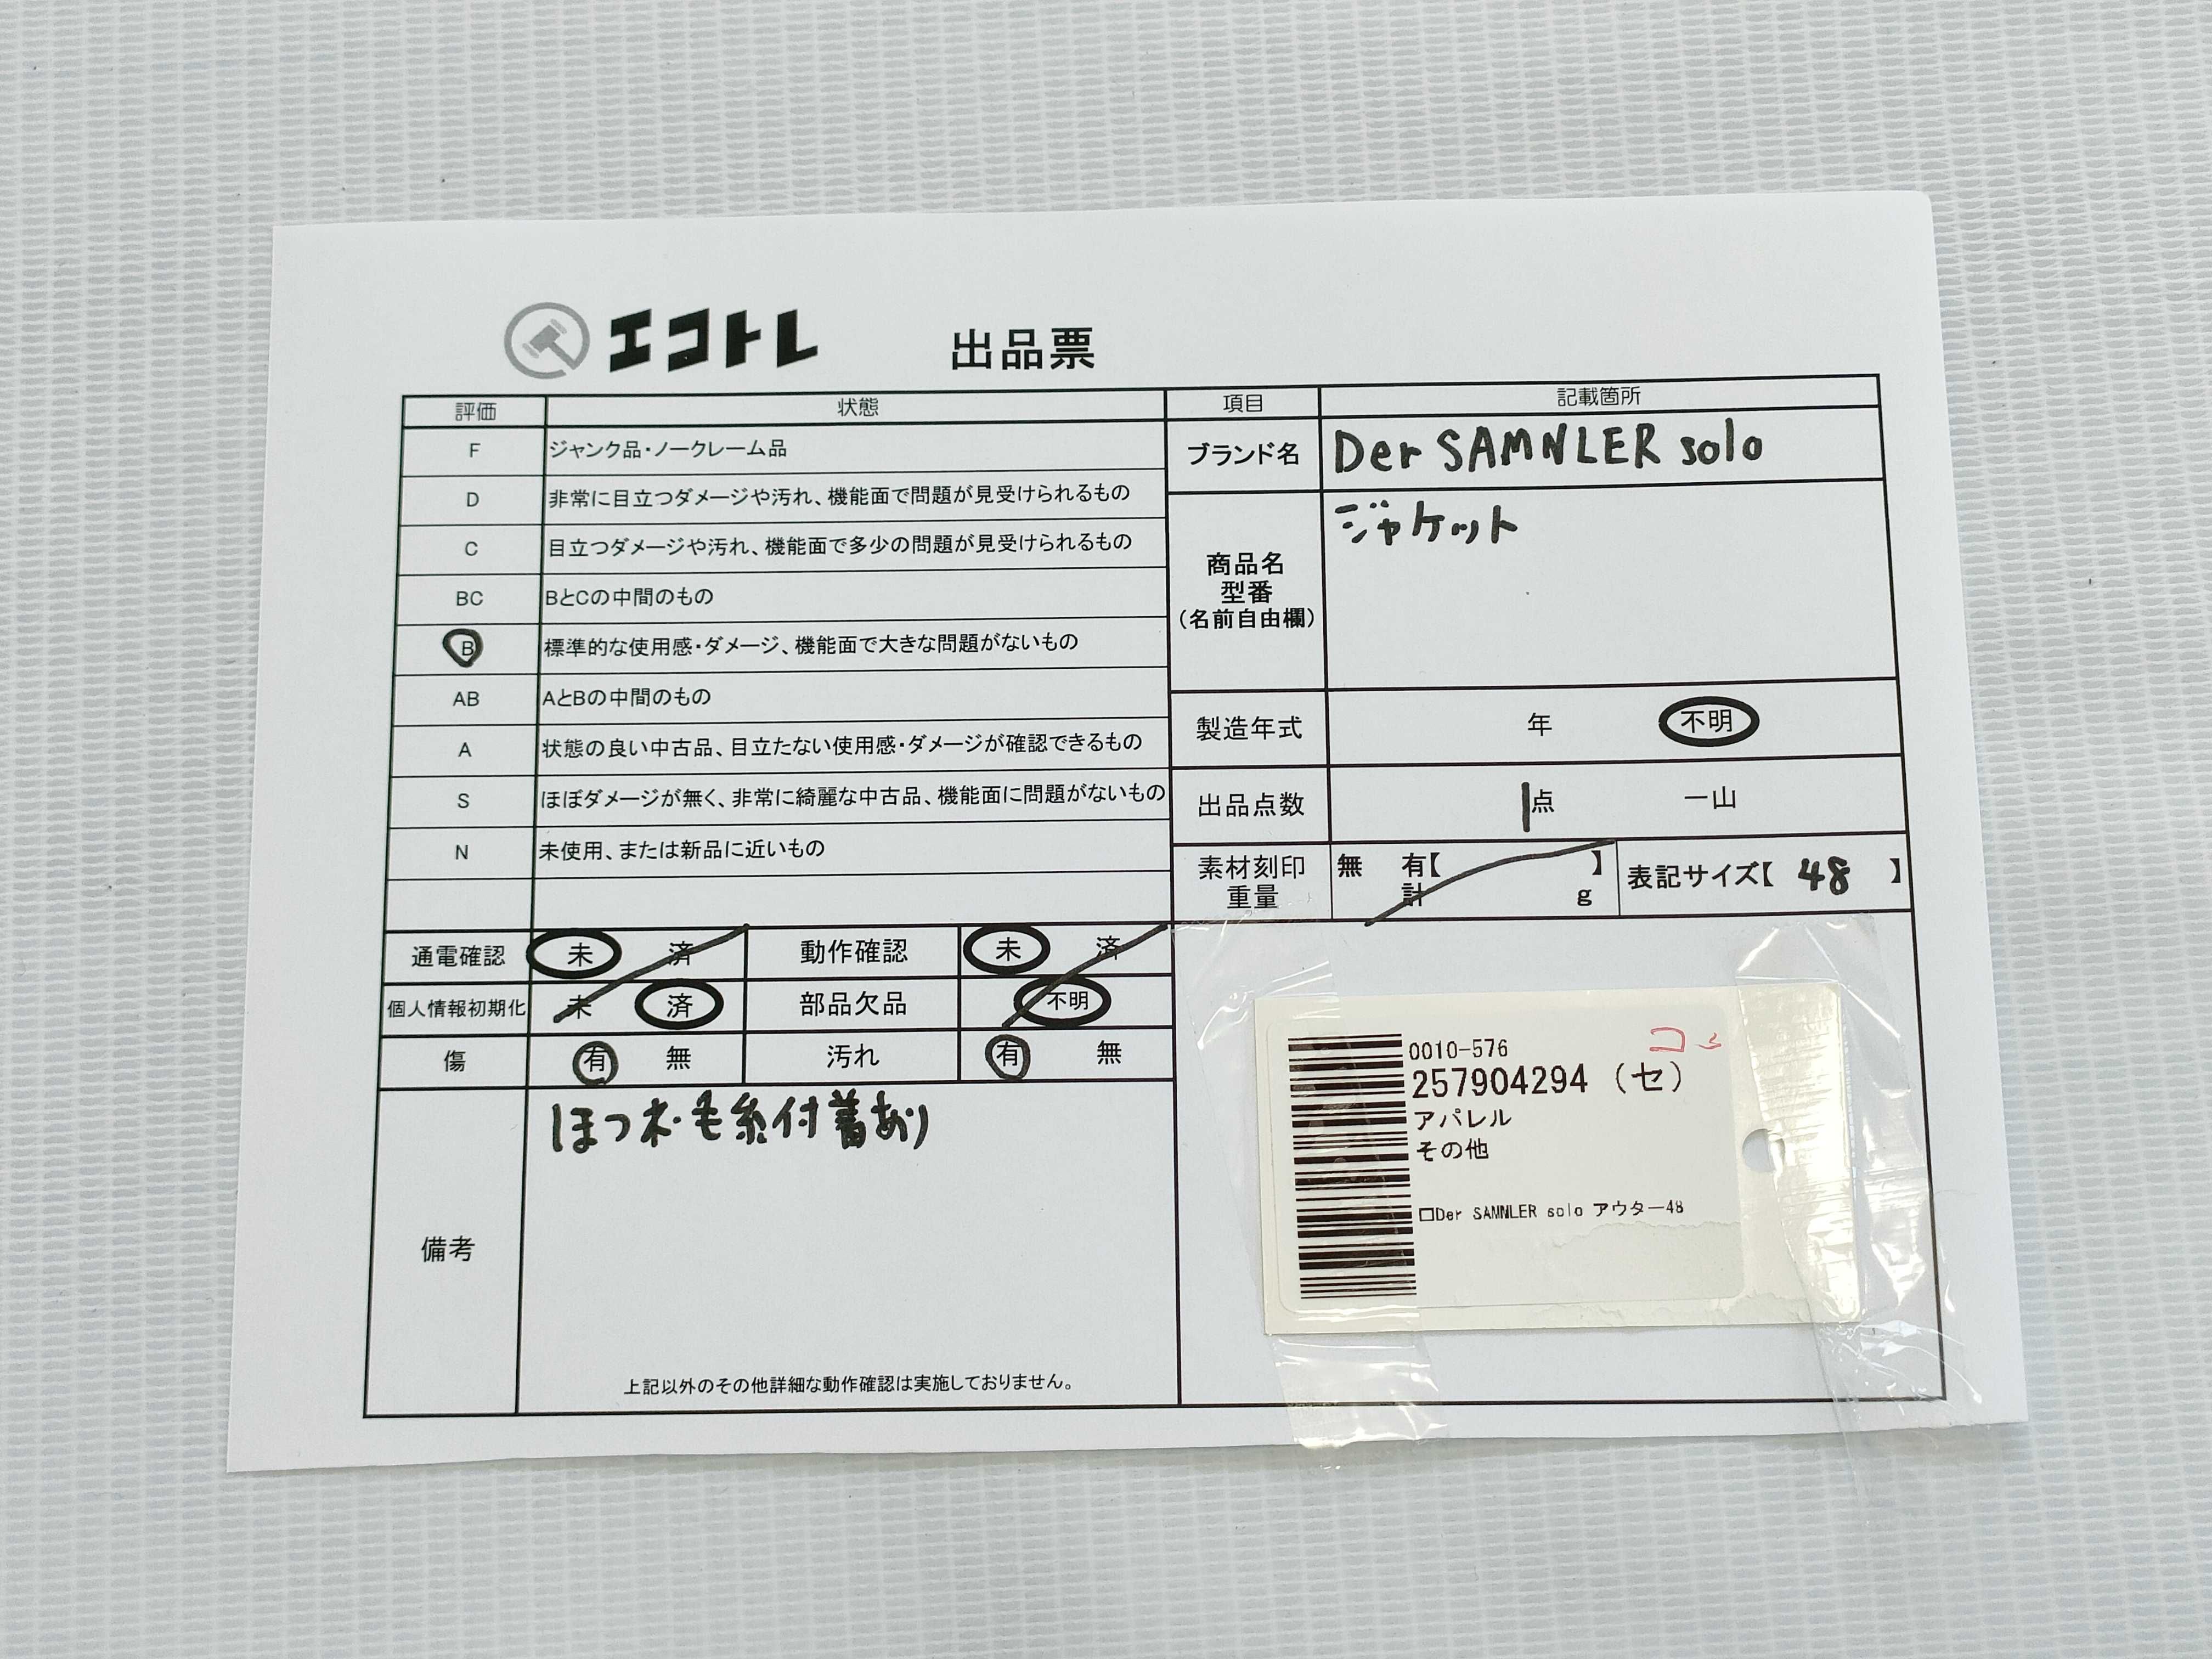 エコトレ 出品票
評価 状態 項目 記載箇所
F ジャンク品・ノークレーム品
D 非常に目立つダメージや汚れ、機能面で問題が見受けられるもの
C 目立つダメージや汚れ、機能面で多少の問題が見受けられるもの
BC BとCの中間のもの
B 標準的な使用感・ダメージ、機能面で大きな問題がないもの
AB AとBの中間のもの
A 状態の良い中古品、目立たない使用感・ダメージが確認できるもの
S ほぼダメージが無く、非常に綺麗な中古品、機能面に問題がないもの
N 未使用、または新品に近いもの
ブランド名 Der SAMNLER solo
商品名
型番
(名前自由欄)
ジャケット
製造年式 年 不明
出品点数 1点 一山
素材刻印 無 有【 】
重量 計 g
表記サイズ【 48 】
通電確認 未 済 動作確認 未 済
個人情報初期化 未 済 部品欠品 不明
傷 有 無 汚れ 有 無
備考
ほつれ・毛糸付着あり
上記以外のその他詳細な動作確認は実施しておりません。
0010-576
257904294 (セ)
アパレル
その他
□Der SAMNLER solo アウター48